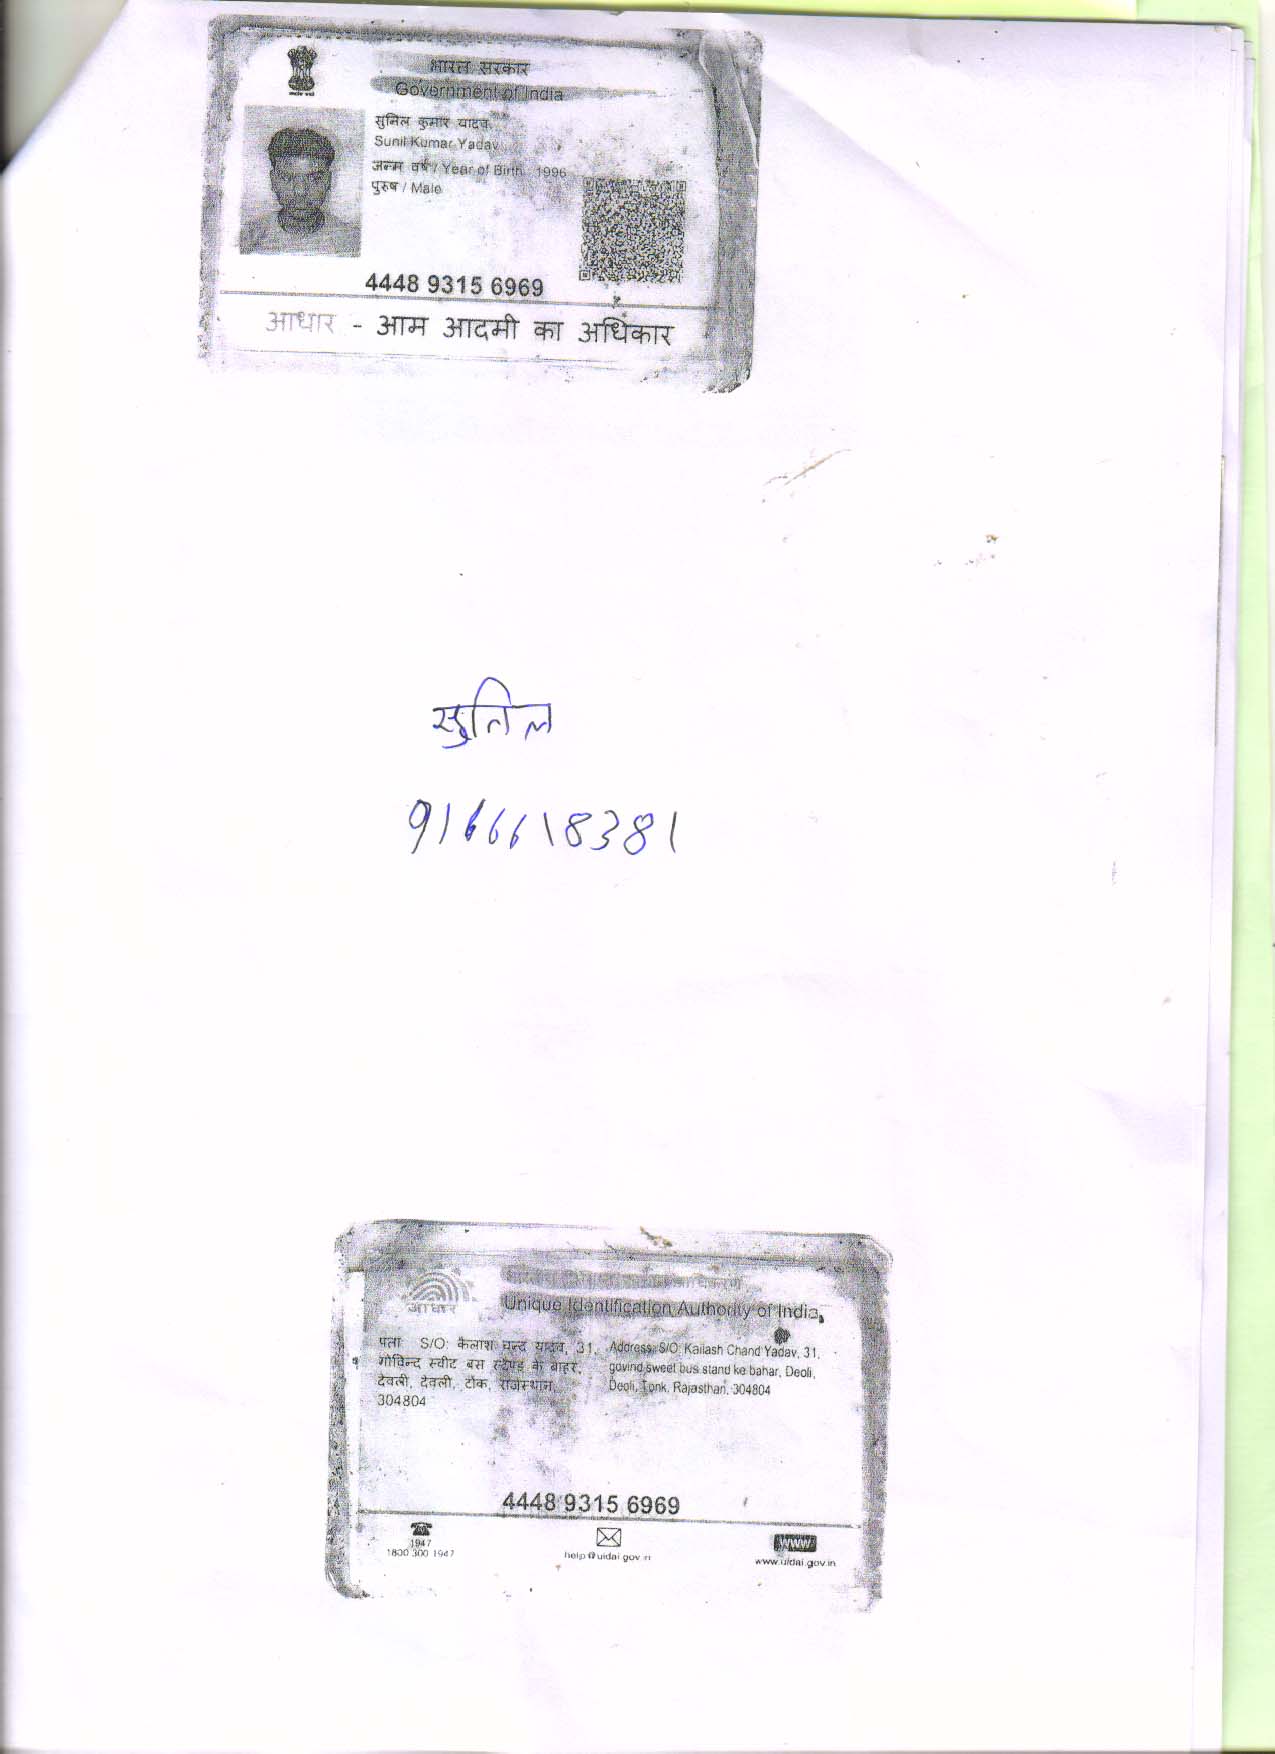 भारत सरकार
Government of India
सुनिल कुमार यादव
Sunil Kumar Yadav
जन्म वर्ष / Year of Birth : 1996
पुरुष / Male
4448 9315 6969
आधार - आम आदमी का अधिकार
सुनिल
9166618381
आधार
Unique Identification Authority of India
पता: S/O: कैलाश चन्द यादव, 31,
गोविन्द स्वीट बस स्टेण्ड के बाहर,
देवली, देवली, टोंक, राजस्थान,
304804
Address: S/O: Kailash Chand Yadav, 31,
govind sweet bus stand ke bahar, Deoli,
Deoli, Tonk, Rajasthan, 304804
4448 9315 6969
1947
1800 300 1947
help@uidai.gov.in
WWW
www.uidai.gov.in